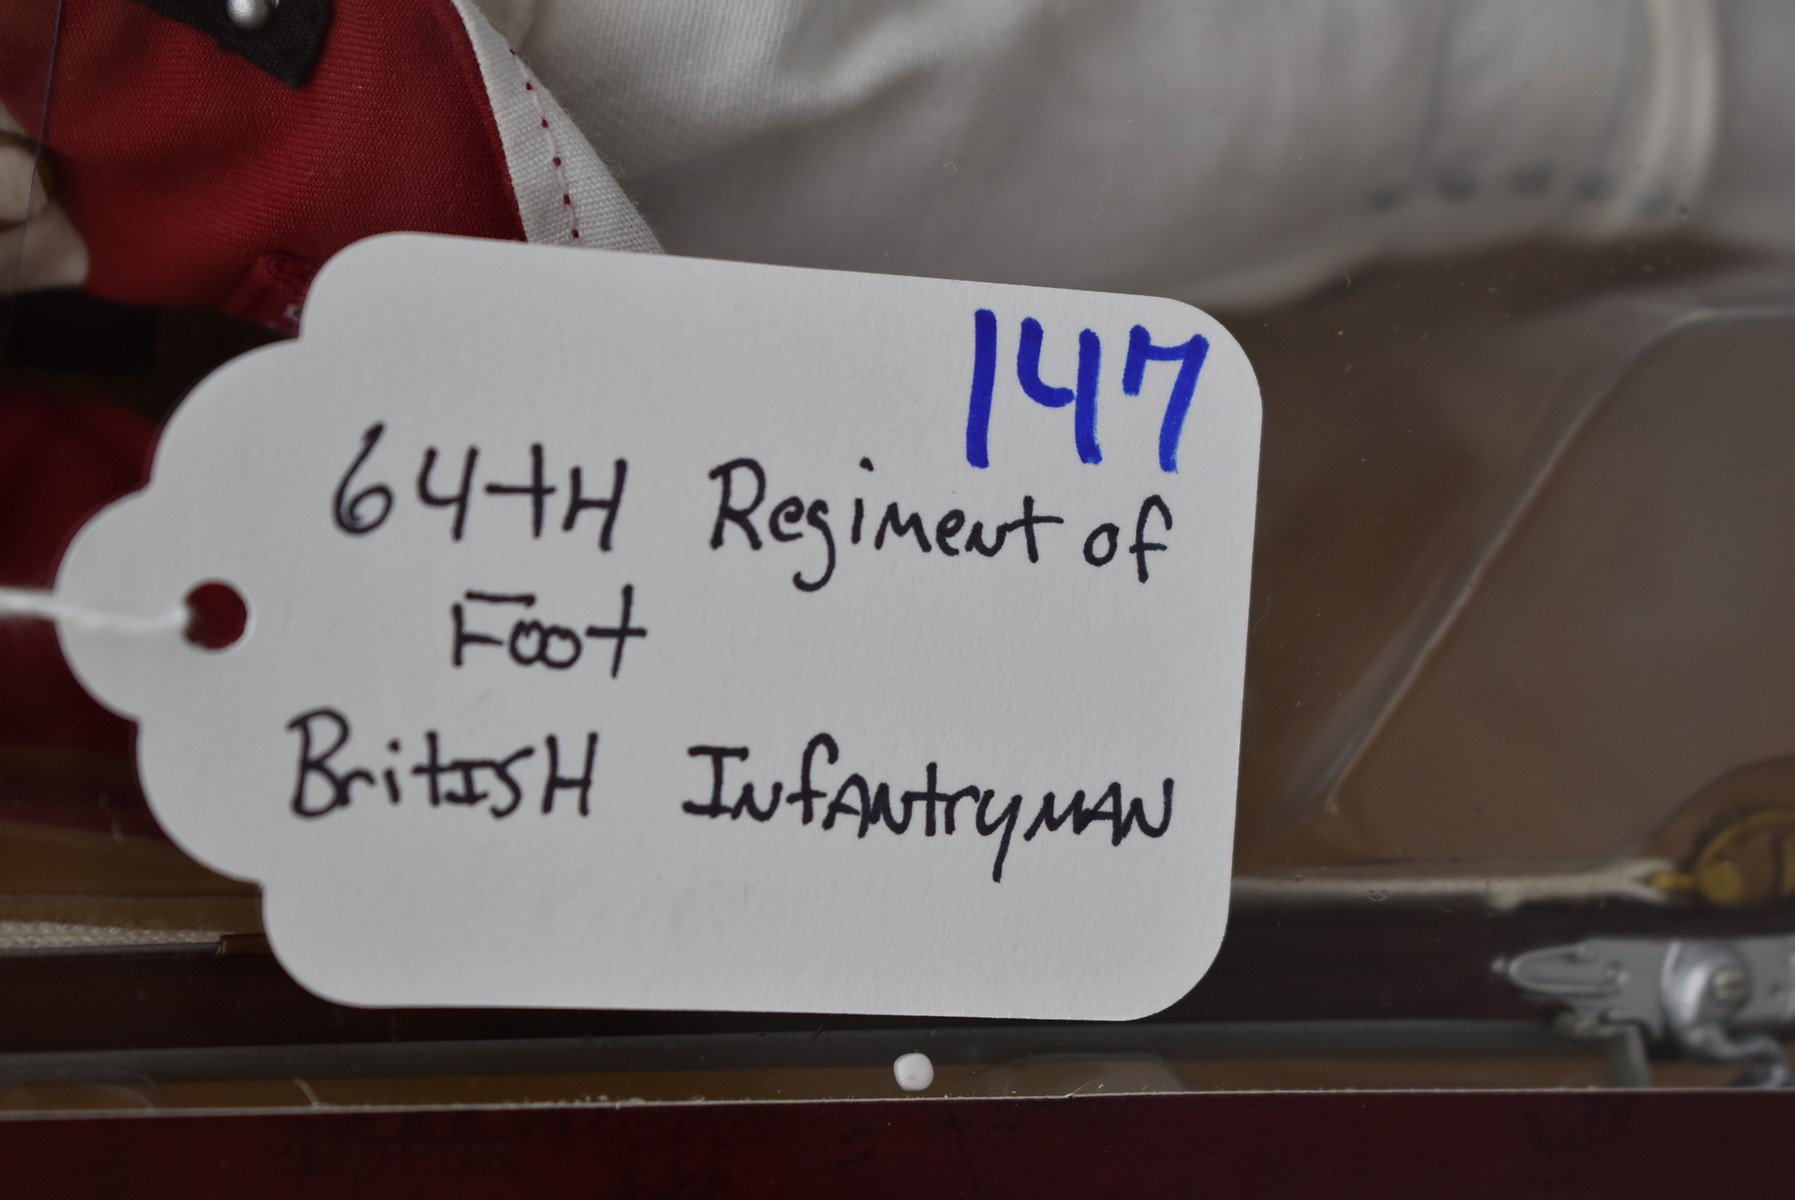 147
64tH Regiment of
Foot
BritISH InfANtryMAN